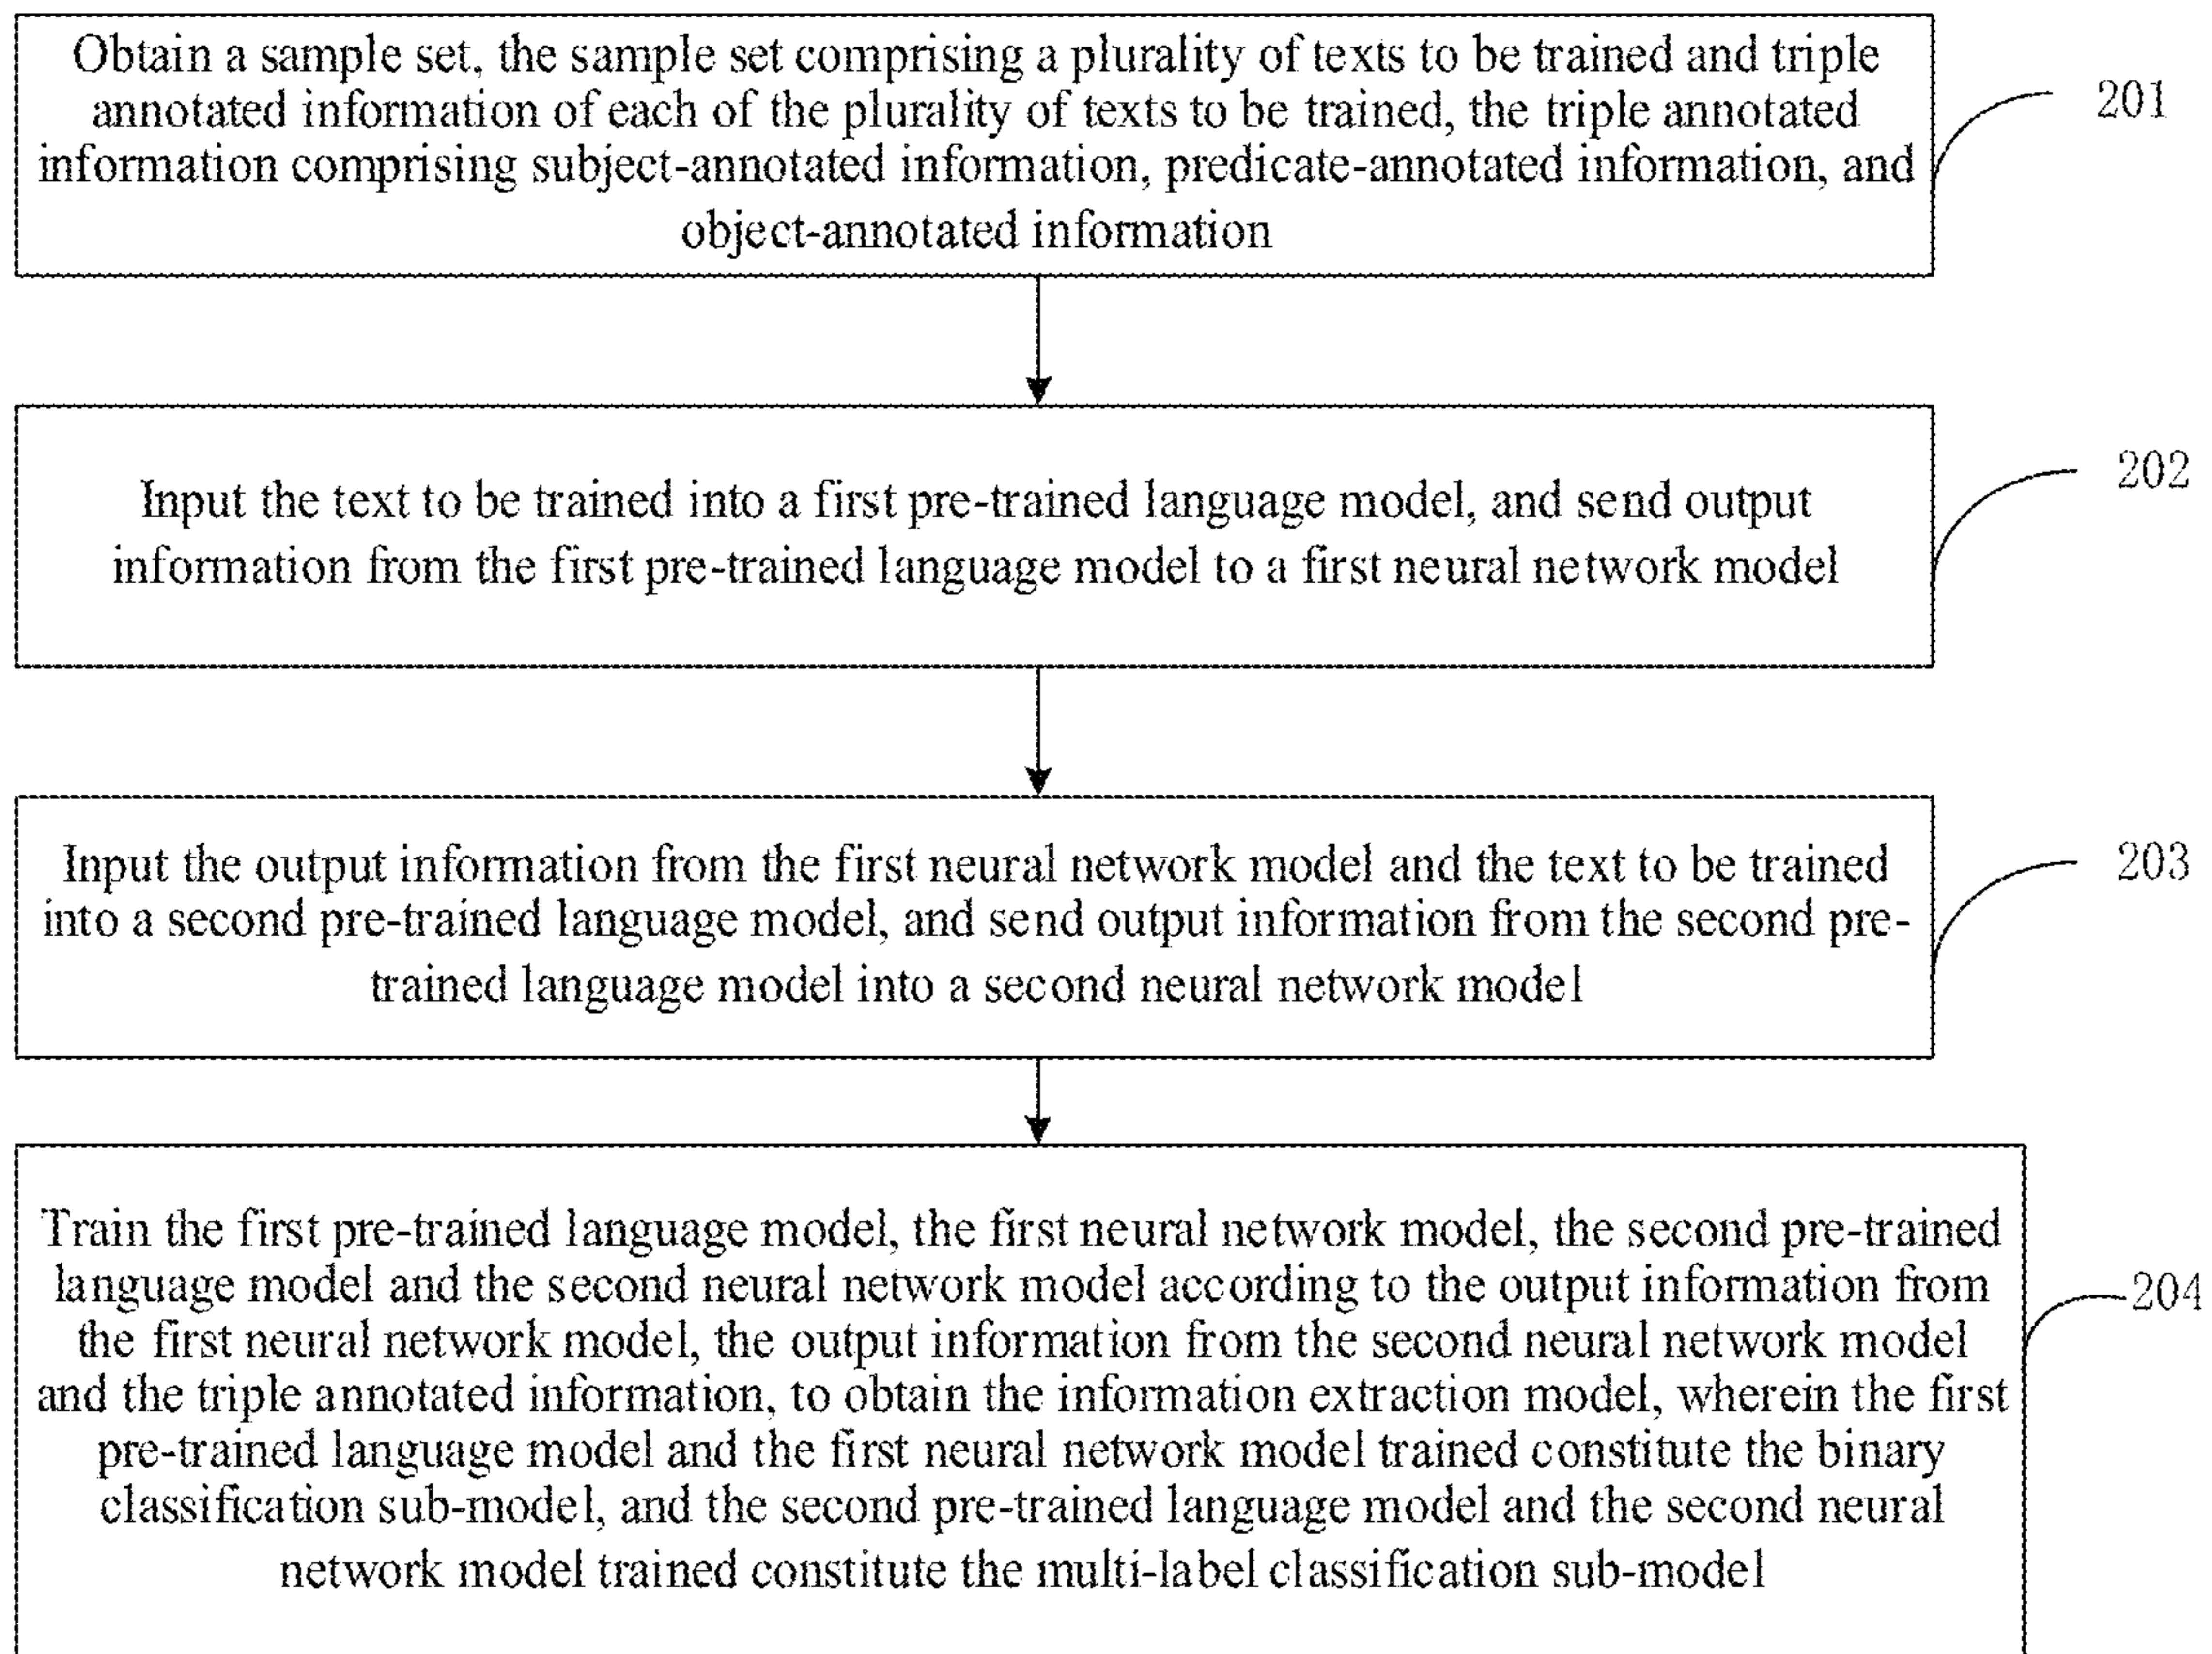 Obtain a sample set, the sample set comprising a plurality of texts to be trained and triple
annotated information of each of the plurality of texts to be trained, the triple annotated
information comprising subject-annotated information, predicate-annotated information, and
object-annotated information
201
Input the text to be trained into a first pre-trained language model, and send output
information from the first pre-trained language model to a first neural network model
202
Input the output information from the first neural network model and the text to be trained
into a second pre-trained language model, and send output information from the second pre-
trained language model into a second neural network model
203
Train the first pre-trained language model, the first neural network model, the second pre-trained
language model and the second neural network model according to the output information from
the first neural network model, the output information from the second neural network model
and the triple annotated information, to obtain the information extraction model, wherein the first
pre-trained language model and the first neural network model trained constitute the binary
classification sub-model, and the second pre-trained language model and the second neural
network model trained constitute the multi-label classification sub-model
204